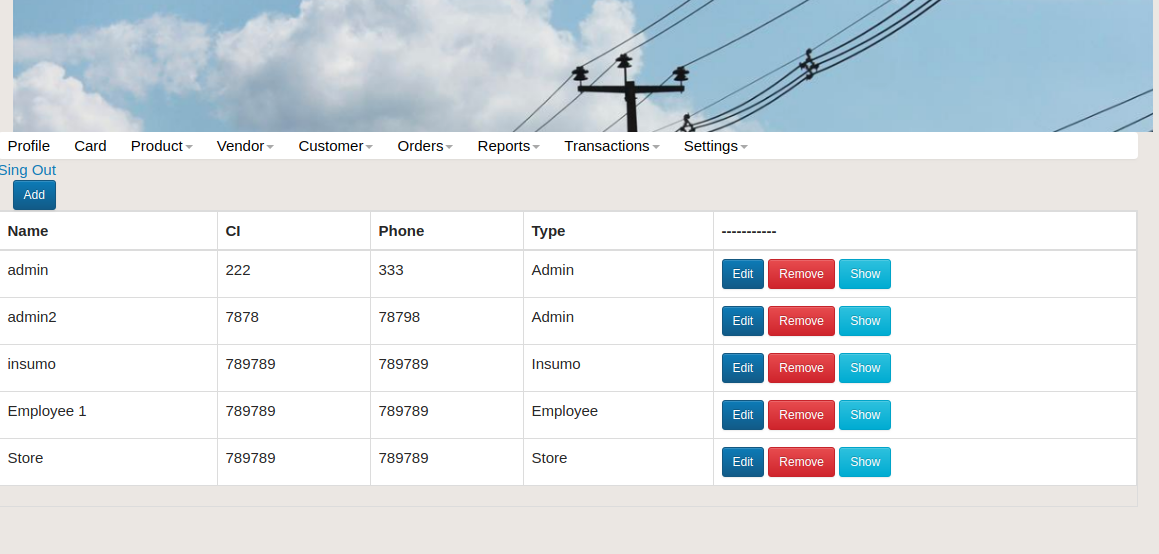 Profile Card Product Vendor Customer Orders Reports Transactions Settings
Sing Out
Add
Name CI Phone Type -----------
admin 222 333 Admin Edit Remove Show
admin2 7878 78798 Admin Edit Remove Show
insumo 789789 789789 Insumo Edit Remove Show
Employee 1 789789 789789 Employee Edit Remove Show
Store 789789 789789 Store Edit Remove Show